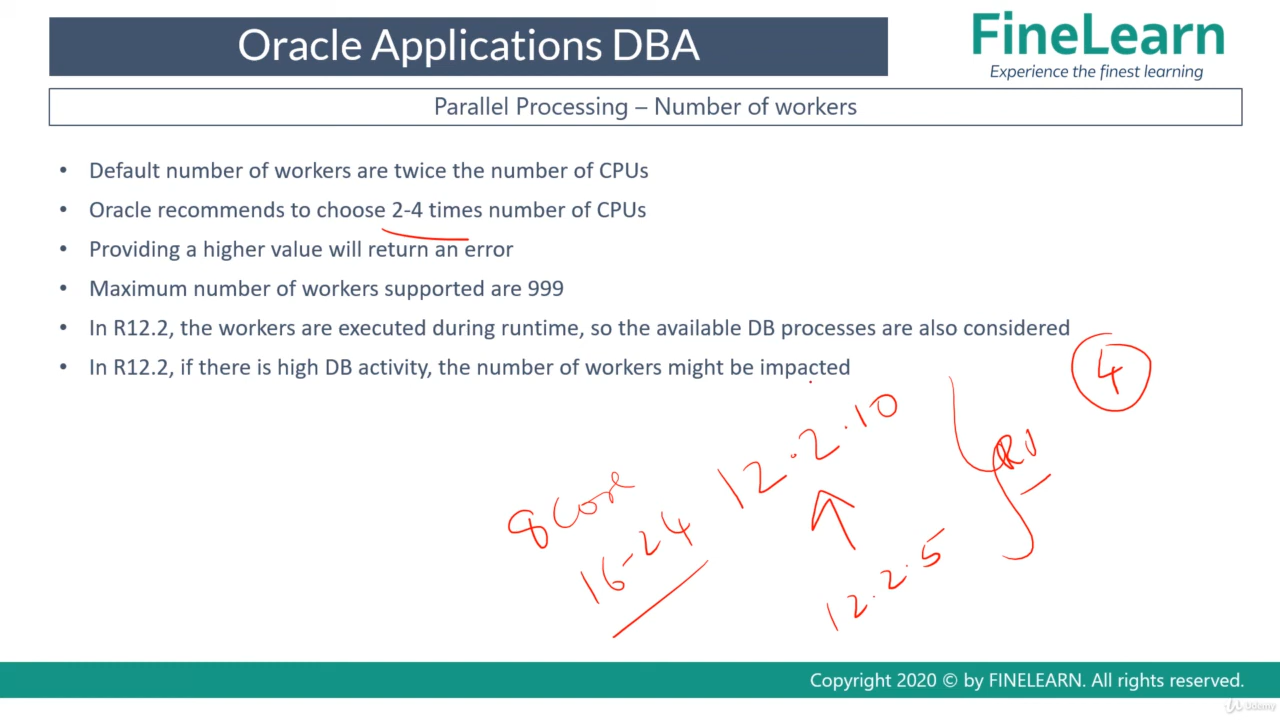 Oracle Applications DBA
FineLearn
Experience the finest learning
Parallel Processing – Number of workers
• Default number of workers are twice the number of CPUs
• Oracle recommends to choose 2-4 times number of CPUs
• Providing a higher value will return an error
• Maximum number of workers supported are 999
• In R12.2, the workers are executed during runtime, so the available DB processes are also considered
• In R12.2, if there is high DB activity, the number of workers might be impacted
4
12.2.10
8 Core
16-24
12.2.5
Copyright 2020 © by FINELEARN. All rights reserved.
Udemy